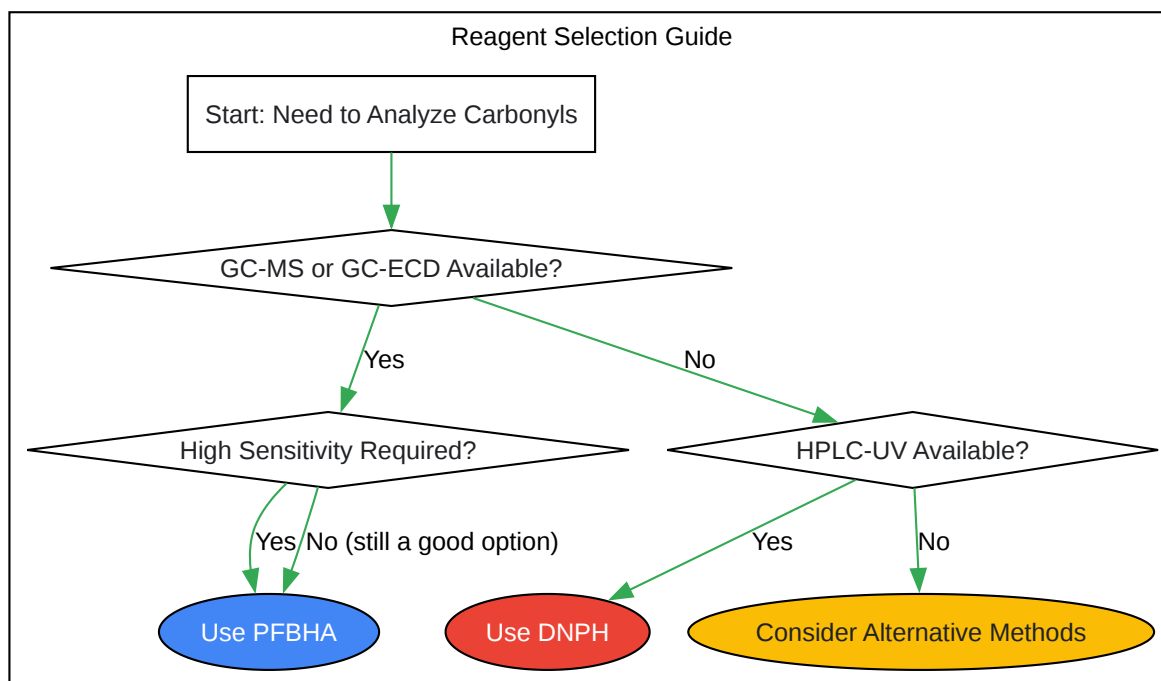 Reagent Selection Guide
Start: Need to Analyze Carbonyls
GC-MS or GC-ECD Available?
Yes
No
High Sensitivity Required?
HPLC-UV Available?
Yes
No (still a good option)
Yes
No
Use PFBHA
Use DNPH
Consider Alternative Methods